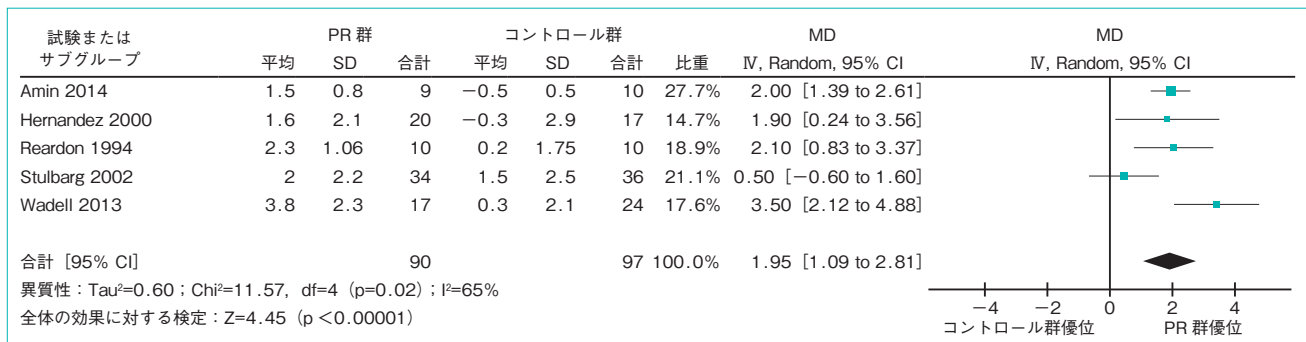 試験または PR 群 コントロール群 MD MD
サブグループ 平均 SD 合計 平均 SD 合計 比重 Ⅳ, Random, 95% CI Ⅳ, Random, 95% CI
Amin 2014 1.5 0.8 9 −0.5 0.5 10 27.7% 2.00［1.39 to 2.61］
Hernandez 2000 1.6 2.1 20 −0.3 2.9 17 14.7% 1.90［0.24 to 3.56］
Reardon 1994 2.3 1.06 10 0.2 1.75 10 18.9% 2.10［0.83 to 3.37］
Stulbarg 2002 2 2.2 34 1.5 2.5 36 21.1% 0.50［−0.60 to 1.60］
Wadell 2013 3.8 2.3 17 0.3 2.1 24 17.6% 3.50［2.12 to 4.88］
合計［95% CI］ 90 97 100.0% 1.95［1.09 to 2.81］
異質性：Tau²=0.60；Chi²=11.57, df=4（p=0.02）；I²=65%
全体の効果に対する検定：Z=4.45（p＜0.00001）
−4 −2 0 2 4
コントロール群優位 PR 群優位